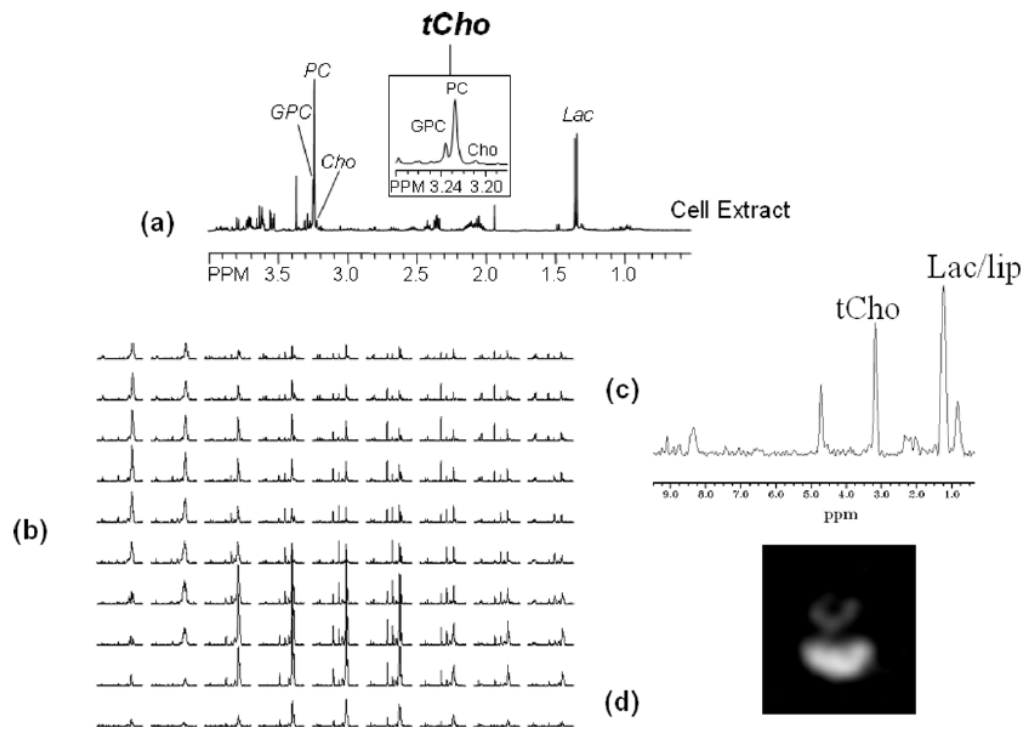 tCho
PC
GPC
Cho
PC
GPC
Cho
PPM 3.24 3.20
Lac
(a)
Cell Extract
PPM 3.5 3.0 2.5 2.0 1.5 1.0
(b)
Lac/lip
tCho
(c)
9.0 8.0 7.0 6.0 5.0 4.0 3.0 2.0 1.0
ppm
(d)